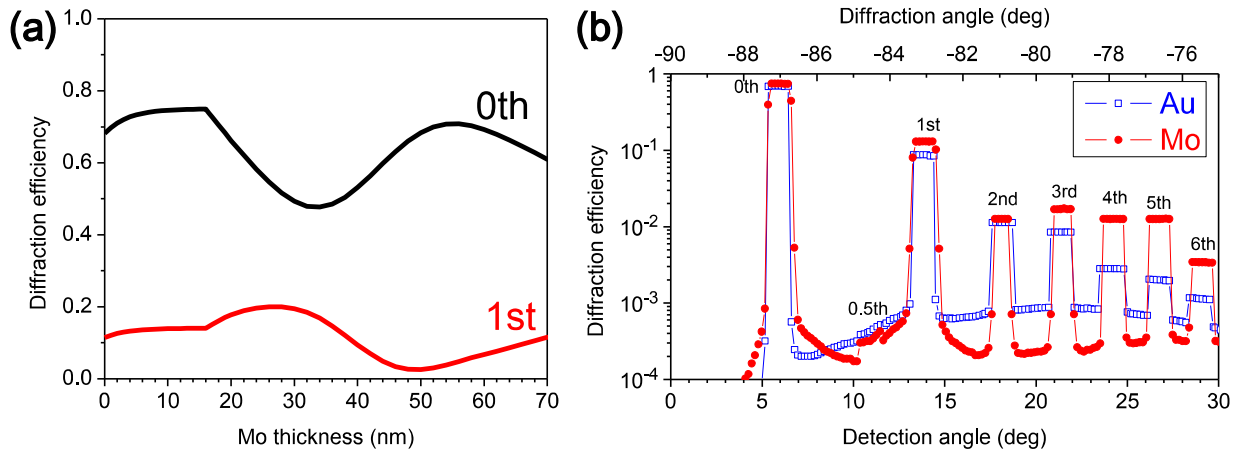 (a)
1.0
0.8
0.6
0.4
0.2
0.0
Diffraction efficiency
0th
1st
0 10 20 30 40 50 60 70
Mo thickness (nm)
(b)
Diffraction angle (deg)
-90 -88 -86 -84 -82 -80 -78 -76
1
10-1
10-2
10-3
10-4
Diffraction efficiency
0th
0.5th
1st
2nd
3rd
4th
5th
6th
Au
Mo
0 5 10 15 20 25 30
Detection angle (deg)